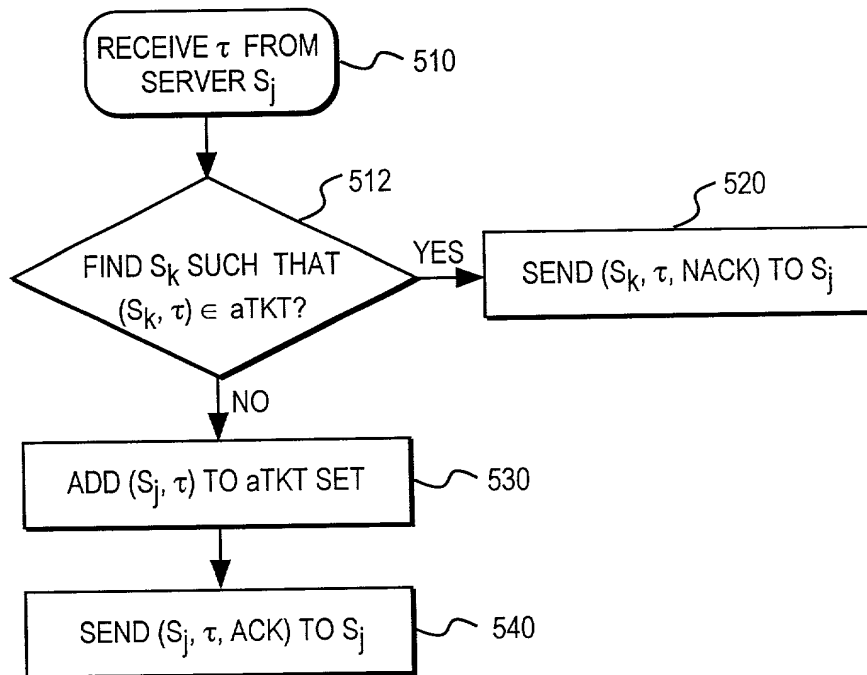 RECEIVE τ FROM
SERVER Sj
510
512
FIND Sk SUCH THAT
(Sk, τ) ∈ aTKT?
YES
520
SEND (Sk, τ, NACK) TO Sj
NO
ADD (Sj, τ) TO aTKT SET
530
SEND (Sj, τ, ACK) TO Sj
540